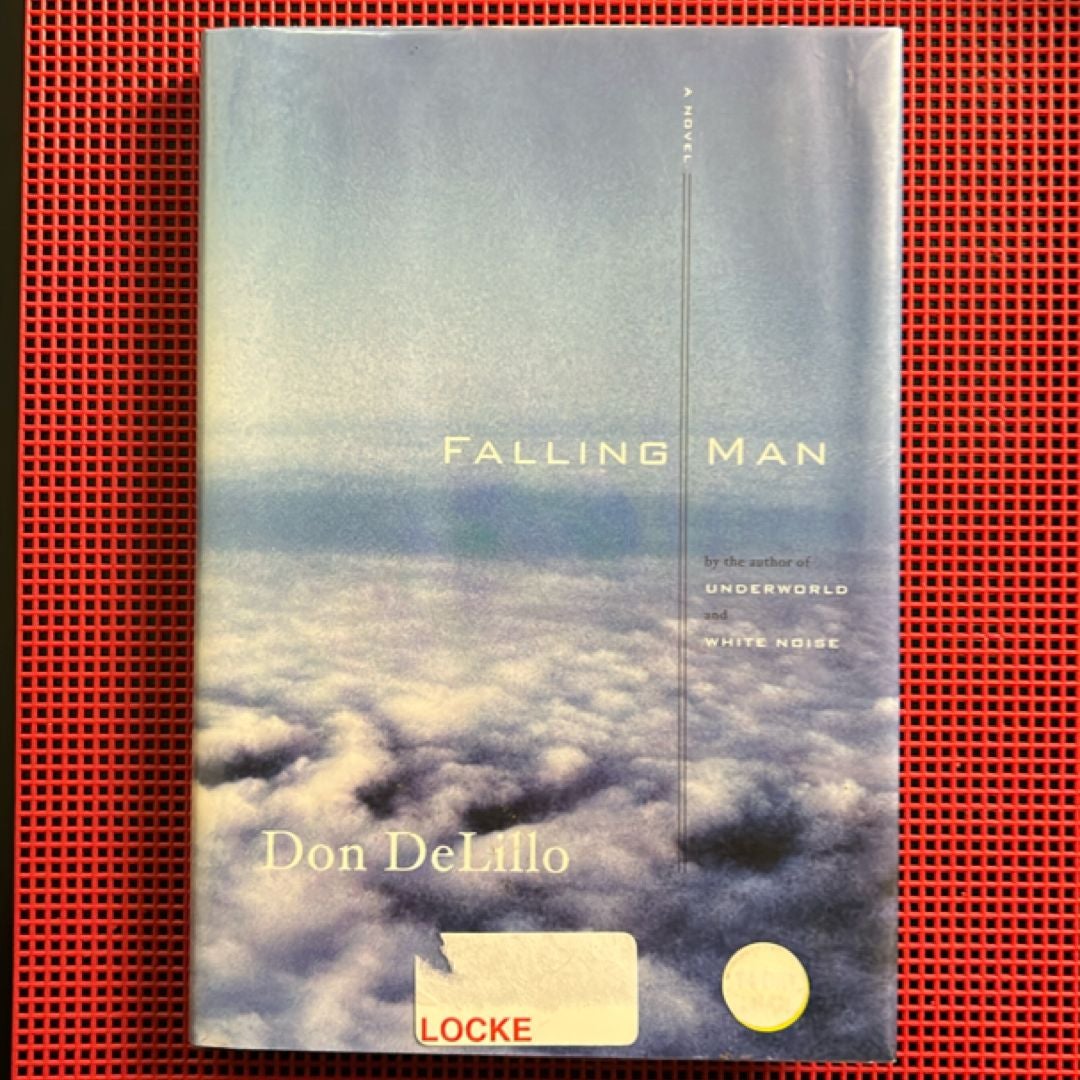 A NOVEL
FALLING MAN
by the author of
UNDERWORLD
and
WHITE NOISE
Don DeLillo
LOCKE